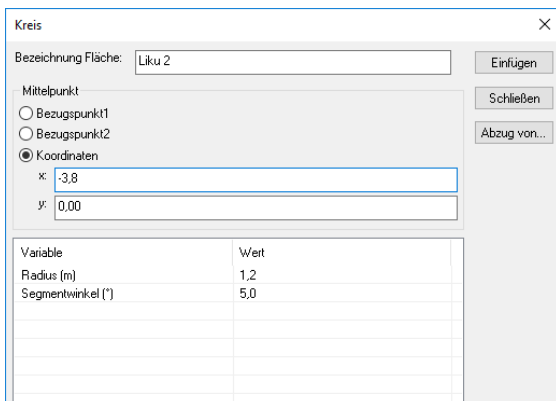 Kreis
Bezeichnung Fläche: Liku 2
Einfügen
Mittelpunkt
Schließen
Bezugspunkt1
Bezugspunkt2
Abzug von...
Koordinaten
x: -3,8
y: 0,00
Variable Wert
Radius (m) 1,2
Segmentwinkel (°) 5,0